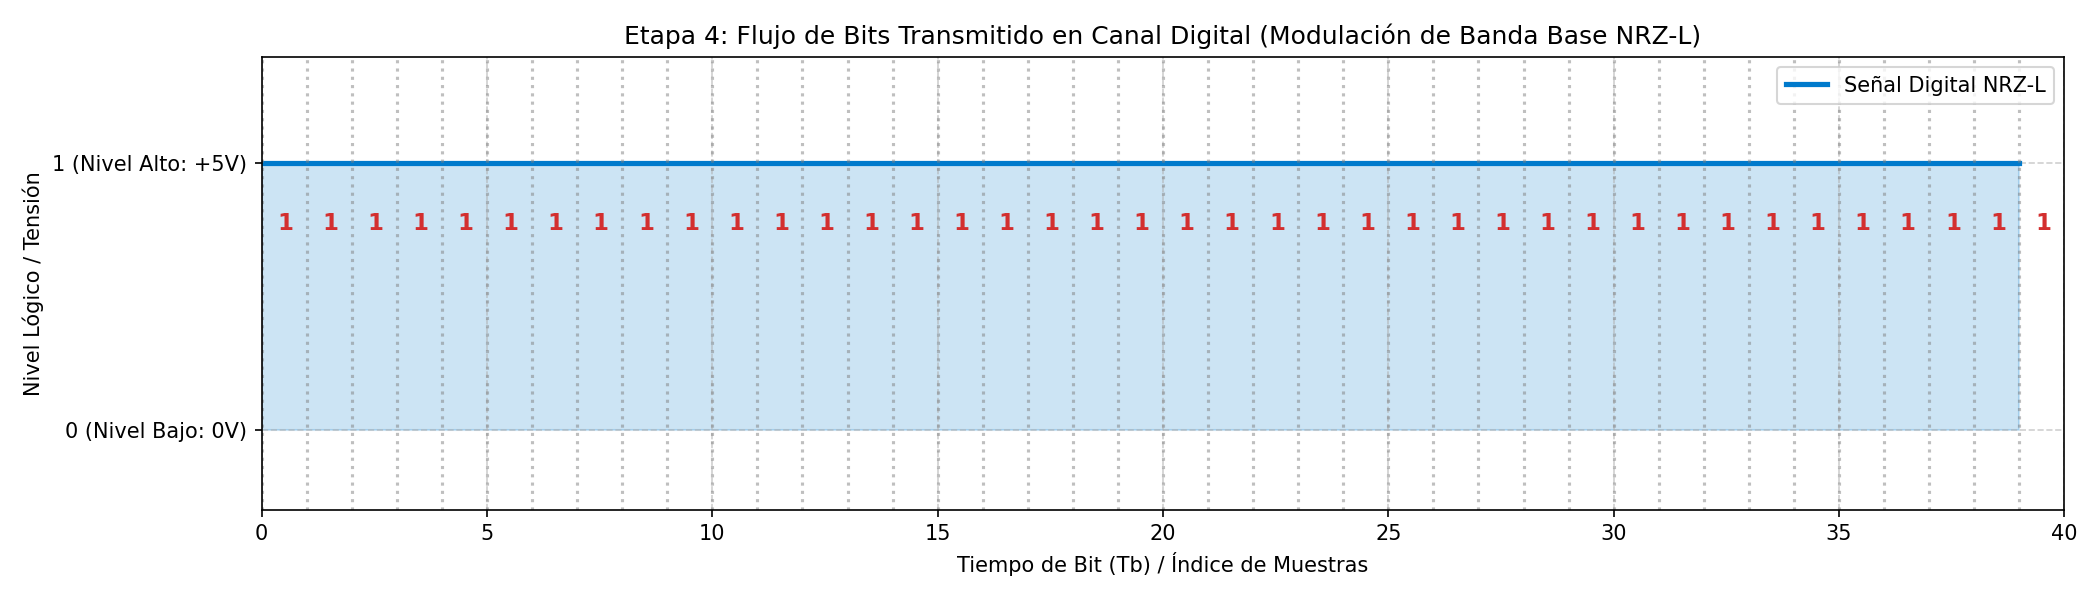 Etapa 4: Flujo de Bits Transmitido en Canal Digital (Modulación de Banda Base NRZ-L)
Señal Digital NRZ-L
Nivel Lógico / Tensión
1 (Nivel Alto: +5V)
1 1 1 1 1 1 1 1 1 1 1 1 1 1 1 1 1 1 1 1 1 1 1 1 1 1 1 1 1 1 1 1 1 1 1 1 1 1 1 1
0 (Nivel Bajo: 0V)
0 5 10 15 20 25 30 35 40
Tiempo de Bit (Tb) / Índice de Muestras